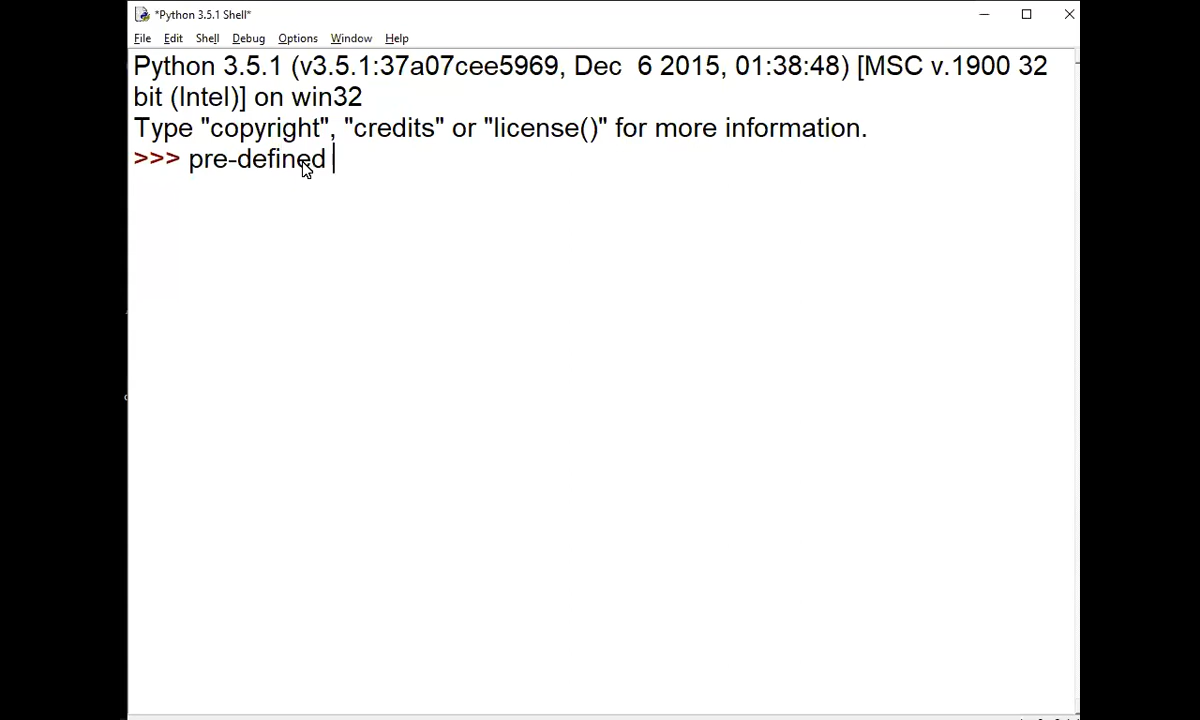 *Python 3.5.1 Shell*
File Edit Shell Debug Options Window Help
Python 3.5.1 (v3.5.1:37a07cee5969, Dec  6 2015, 01:38:48) [MSC v.1900 32
bit (Intel)] on win32
Type "copyright", "credits" or "license()" for more information.
>>> pre-defined